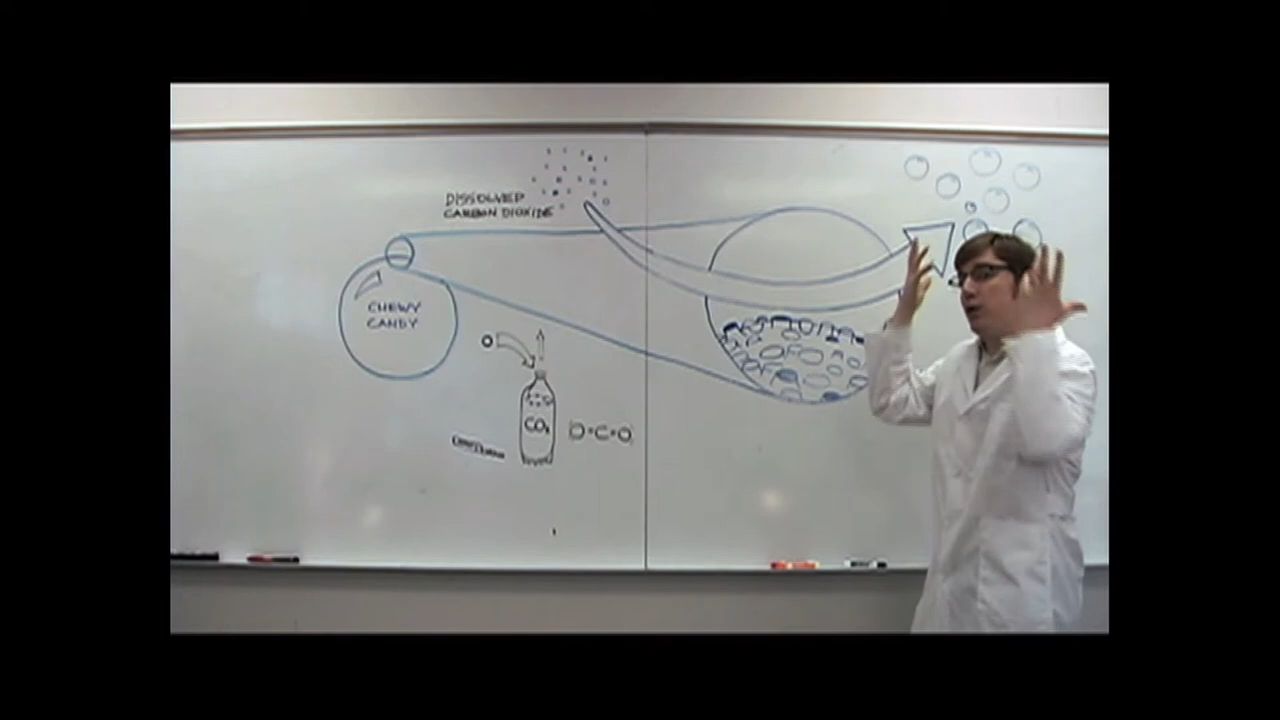 DISSOLVED
CARBON DIOXIDE
CHEWY
CANDY
O
CO₂
O=C=O